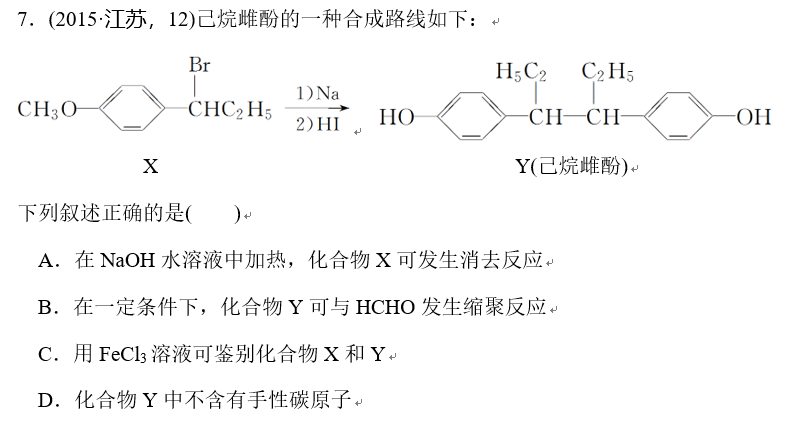 7．(2015·江苏，12)己烷雌酚的一种合成路线如下：
Br
CH₃O CHC₂H₅ 1)Na 2)HI H₅C₂ C₂H₅ HO CH CH OH
X Y(己烷雌酚)
下列叙述正确的是( )
A．在 NaOH 水溶液中加热，化合物 X 可发生消去反应
B．在一定条件下，化合物 Y 可与 HCHO 发生缩聚反应
C．用 FeCl₃ 溶液可鉴别化合物 X 和 Y
D．化合物 Y 中不含有手性碳原子